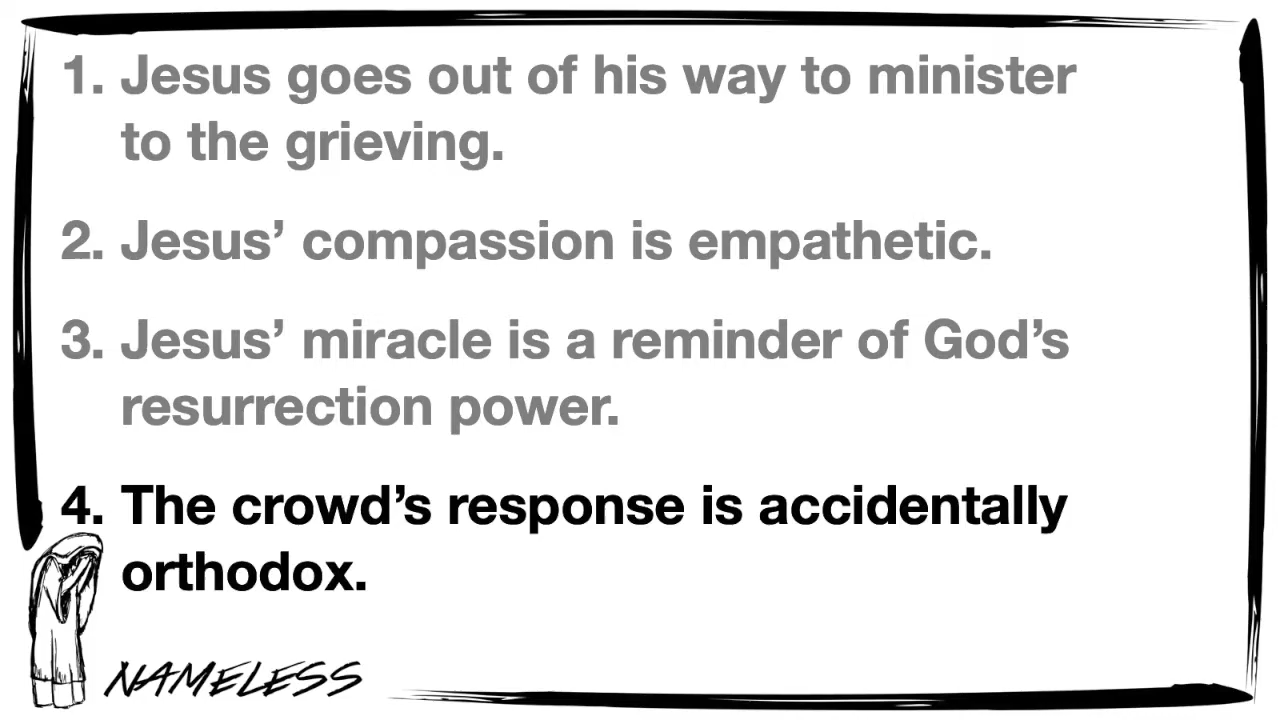 1. Jesus goes out of his way to minister
to the grieving.
2. Jesus’ compassion is empathetic.
3. Jesus’ miracle is a reminder of God’s
resurrection power.
4. The crowd’s response is accidentally
orthodox.
NAMELESS